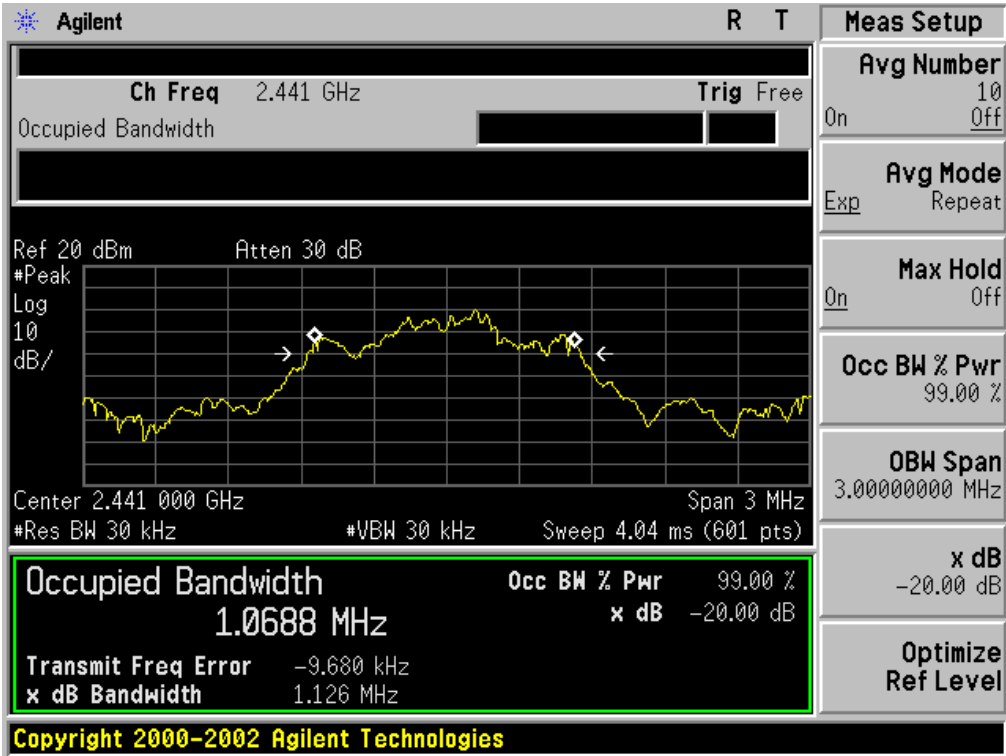 Agilent R T
Ch Freq 2.441 GHz Trig Free
Occupied Bandwidth
Ref 20 dBm Atten 30 dB
#Peak
Log
10
dB/
Center 2.441 000 GHz Span 3 MHz
#Res BW 30 kHz #VBW 30 kHz Sweep 4.04 ms (601 pts)
Occupied Bandwidth
1.0688 MHz
Occ BW % Pwr 99.00 %
x dB -20.00 dB
Transmit Freq Error -9.680 kHz
x dB Bandwidth 1.126 MHz
Copyright 2000-2002 Agilent Technologies
Meas Setup
Avg Number
10
On Off
Avg Mode
Exp Repeat
Max Hold
On Off
Occ BW % Pwr
99.00 %
OBW Span
3.00000000 MHz
x dB
-20.00 dB
Optimize
Ref Level